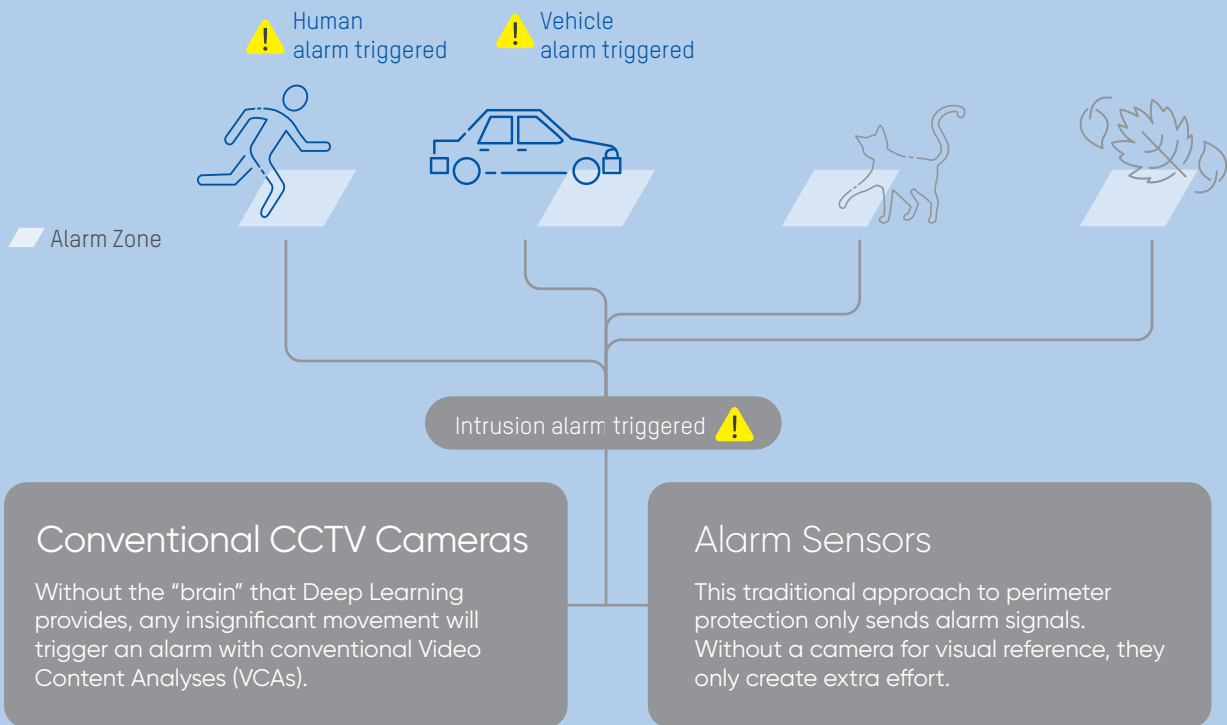 Human
alarm triggered
Vehicle
alarm triggered
Alarm Zone
Intrusion alarm triggered
Conventional CCTV Cameras
Without the “brain” that Deep Learning
provides, any insignificant movement will
trigger an alarm with conventional Video
Content Analyses (VCAs).
Alarm Sensors
This traditional approach to perimeter
protection only sends alarm signals.
Without a camera for visual reference, they
only create extra effort.